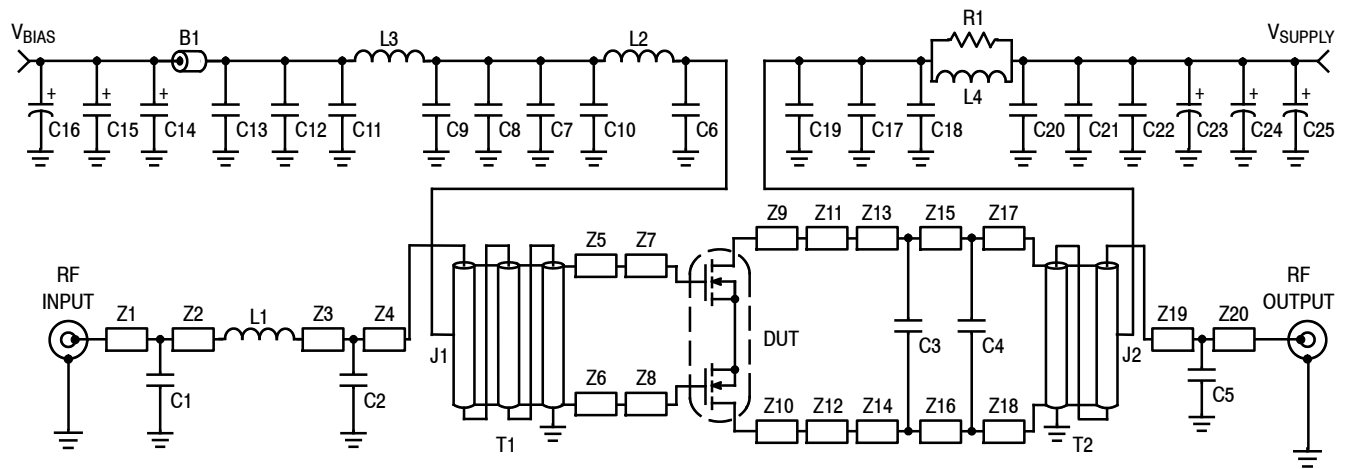 V_BIAS B1 L3 L2 R1 V_SUPPLY
L4
+ + + + + +
C16 C15 C14 C13 C12 C11 C9 C8 C7 C10 C6 C19 C17 C18 C20 C21 C22 C23 C24 C25
Z9 Z11 Z13 Z15 Z17
Z5 Z7
RF INPUT
RF OUTPUT
Z1 Z2 L1 Z3 Z4
J1
DUT
C3 C4
J2
Z19 Z20
C1 C2
Z6 Z8
C5
Z10 Z12 Z14 Z16 Z18
T1 T2